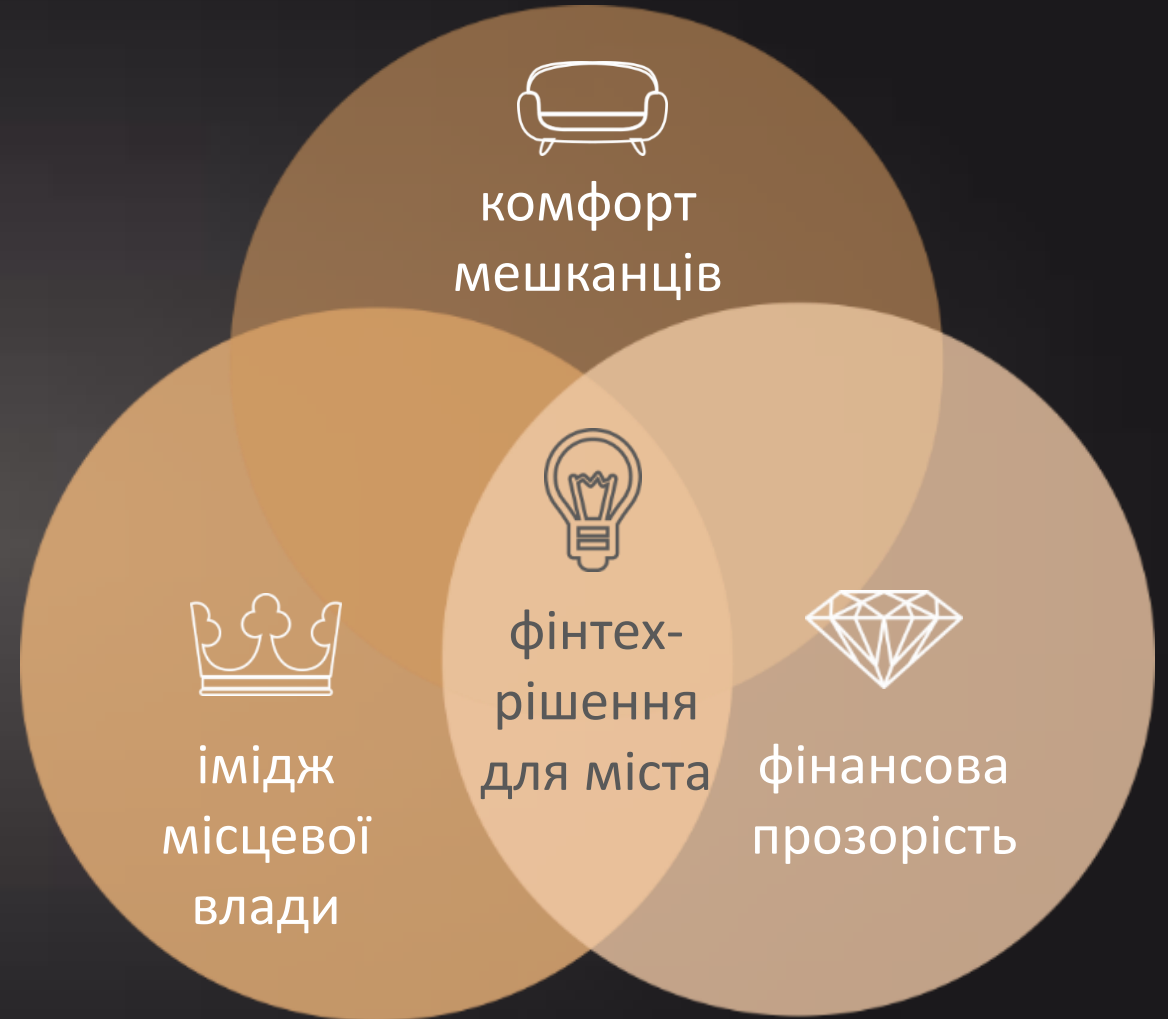 комфорт
мешканців
фінтех-
рішення
для міста
імідж
місцевої
влади
фінансова
прозорість